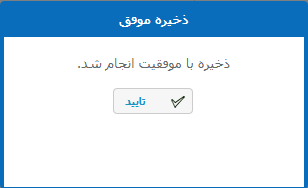 ذخیره موفق
ذخیره با موفقیت انجام شد.
تایید